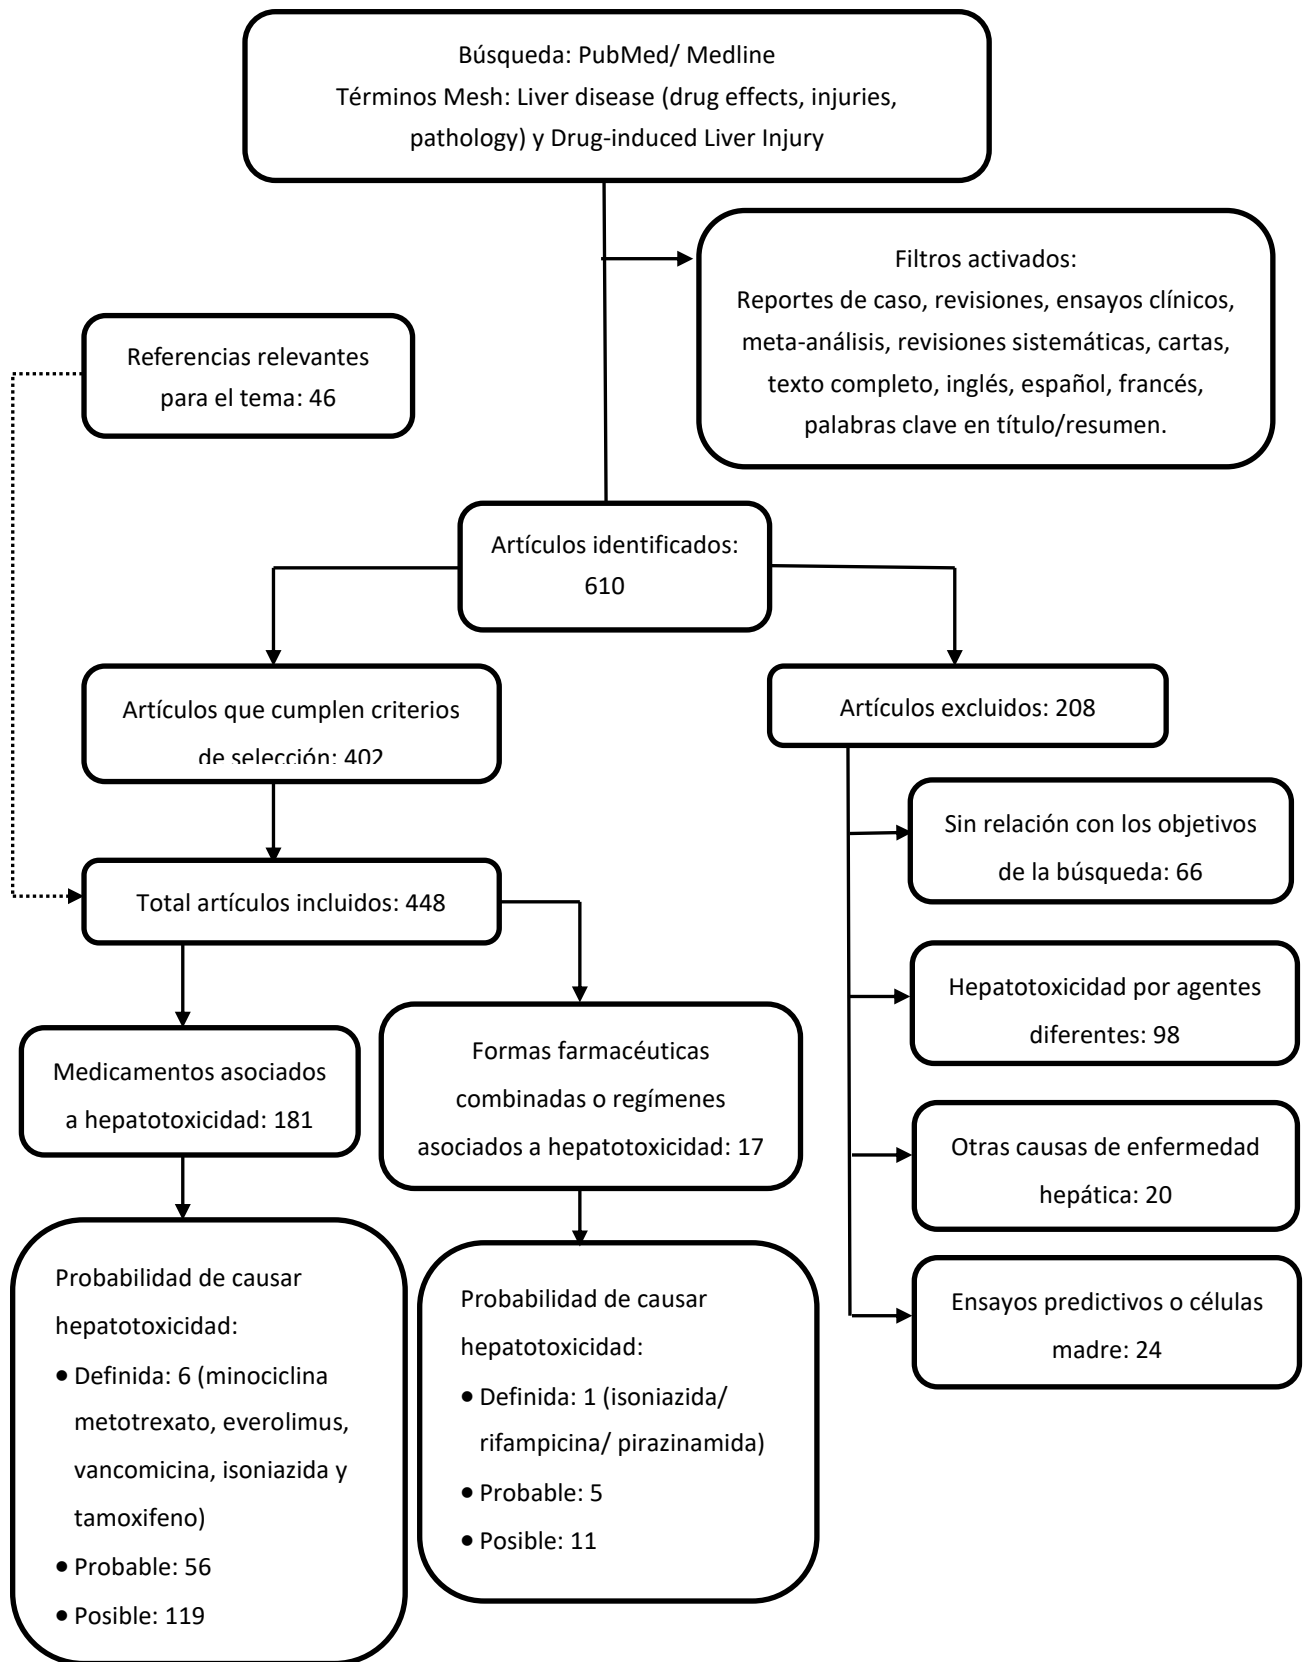 Búsqueda: PubMed/ Medline
Términos Mesh: Liver disease (drug effects, injuries,
pathology) y Drug-induced Liver Injury
Filtros activados:
Reportes de caso, revisiones, ensayos clínicos,
meta-análisis, revisiones sistemáticas, cartas,
texto completo, inglés, español, francés,
palabras clave en título/resumen.
Referencias relevantes
para el tema: 46
Artículos identificados:
610
Artículos que cumplen criterios
de selección: 402
Artículos excluidos: 208
Sin relación con los objetivos
de la búsqueda: 66
Total artículos incluidos: 448
Hepatotoxicidad por agentes
diferentes: 98
Medicamentos asociados
a hepatotoxicidad: 181
Formas farmacéuticas
combinadas o regímenes
asociados a hepatotoxicidad: 17
Otras causas de enfermedad
hepática: 20
Ensayos predictivos o células
madre: 24
Probabilidad de causar
hepatotoxicidad:
• Definida: 6 (minociclina
metotrexato, everolimus,
vancomicina, isoniazida y
tamoxifeno)
• Probable: 56
• Posible: 119
Probabilidad de causar
hepatotoxicidad:
• Definida: 1 (isoniazida/
rifampicina/ pirazinamida)
• Probable: 5
• Posible: 11